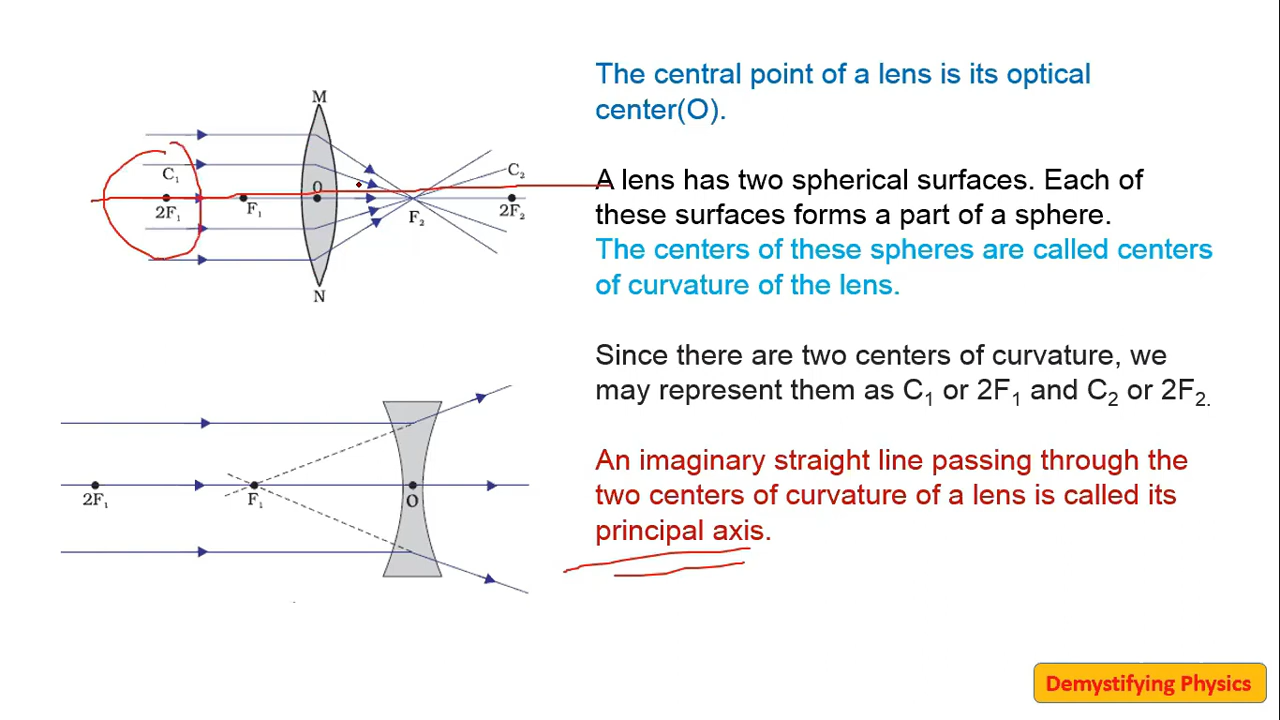 M
C₁
O
C₂
2F₁
F₁
F₂
2F₂
N
2F₁
F₁
O
The central point of a lens is its optical
center(O).
A lens has two spherical surfaces. Each of
these surfaces forms a part of a sphere.
The centers of these spheres are called centers
of curvature of the lens.
Since there are two centers of curvature, we
may represent them as C₁ or 2F₁ and C₂ or 2F₂.
An imaginary straight line passing through the
two centers of curvature of a lens is called its
principal axis.
Demystifying Physics